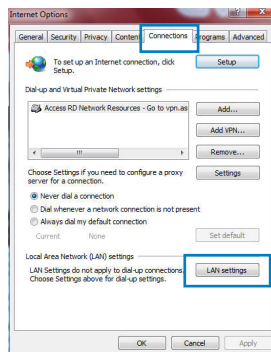 Internet Options
General Security Privacy Content Connections Programs Advanced
To set up an Internet connection, click
Setup.
Setup
Dial-up and Virtual Private Network settings
Access RD Network Resources - Go to vpn.as
Add...
Add VPN...
Remove...
Choose Settings if you need to configure a proxy
server for a connection.
Settings
Never dial a connection
Dial whenever a network connection is not present
Always dial my default connection
Current None
Set default
Local Area Network (LAN) settings
LAN Settings do not apply to dial-up connections.
Choose Settings above for dial-up settings.
LAN settings
OK Cancel Apply